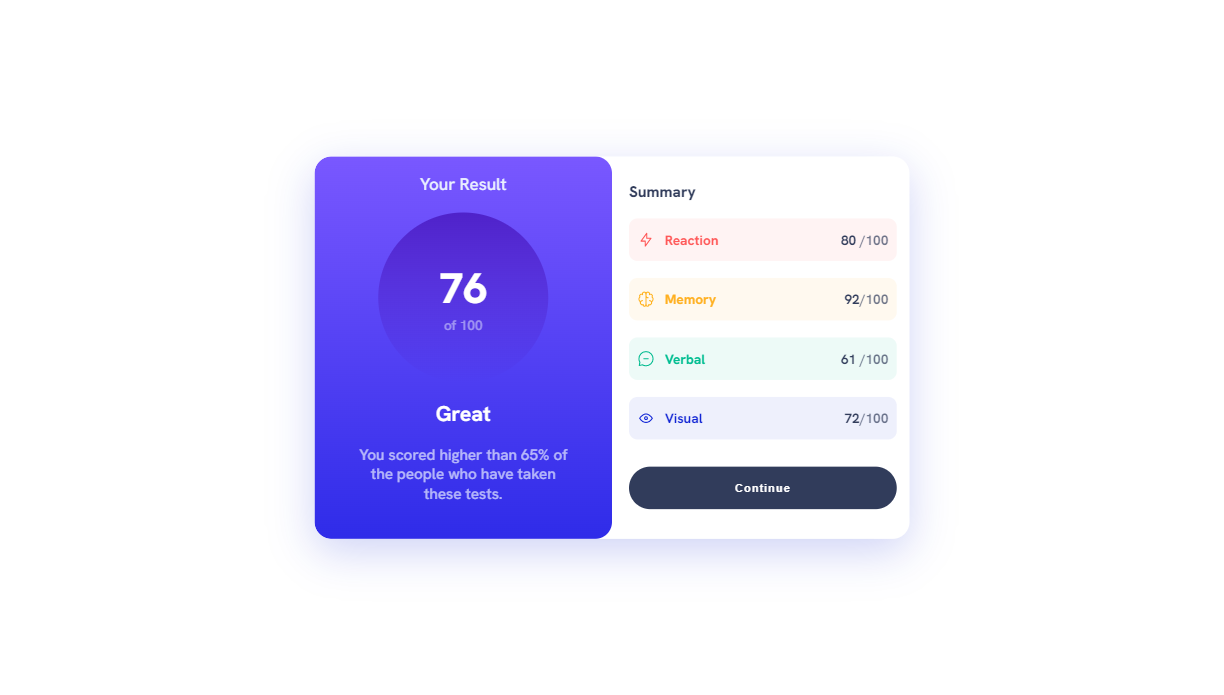 Your Result
76
of 100
Great
You scored higher than 65% of
the people who have taken
these tests.
Summary
Reaction 80 /100
Memory 92/100
Verbal 61 /100
Visual 72/100
Continue